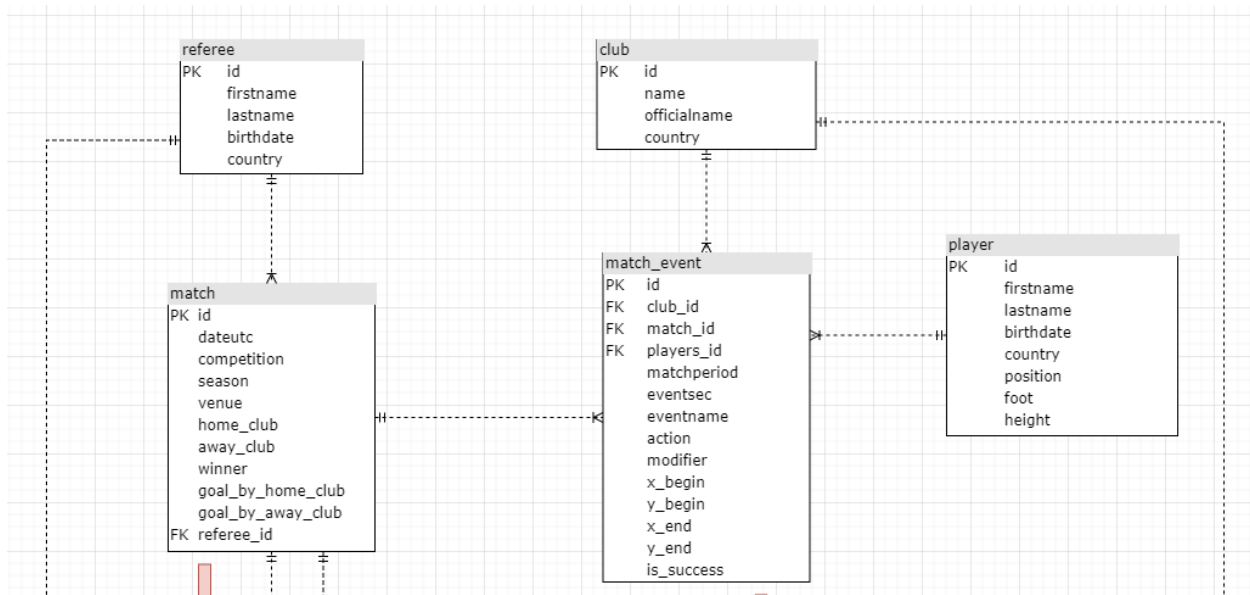 referee
PK id
firstname
lastname
birthdate
country
club
PK id
name
officialname
country
match
PK id
dateutc
competition
season
venue
home_club
away_club
winner
goal_by_home_club
goal_by_away_club
FK referee_id
match_event
PK id
FK club_id
FK match_id
FK players_id
matchperiod
eventsec
eventname
action
modifier
x_begin
y_begin
x_end
y_end
is_success
player
PK id
firstname
lastname
birthdate
country
position
foot
height